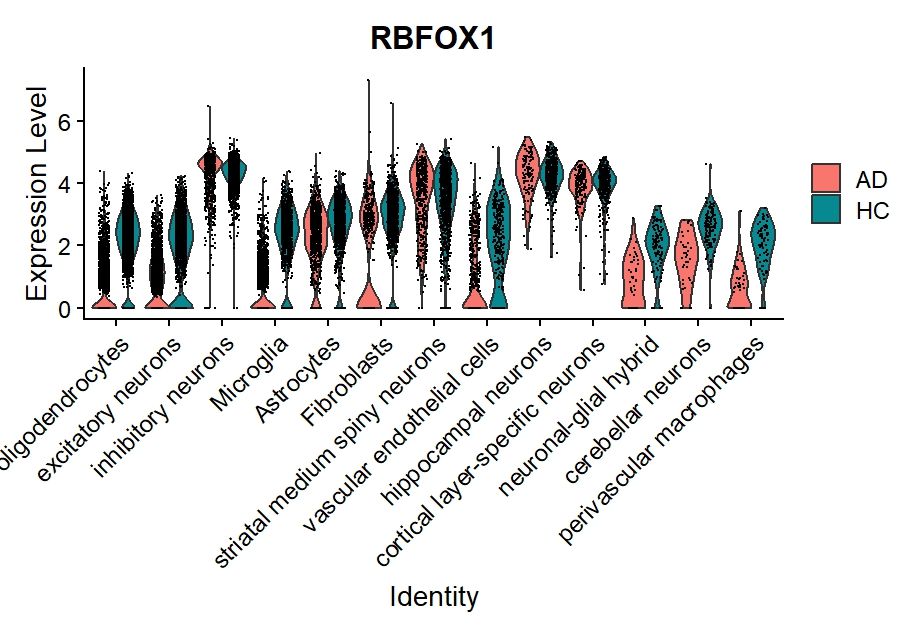 RBFOX1
Expression Level
6
4
2
0
AD
HC
oligodendrocytes
excitatory neurons
inhibitory neurons
Microglia
Astrocytes
Fibroblasts
striatal medium spiny neurons
vascular endothelial cells
hippocampal neurons
cortical layer-specific neurons
neuronal-glial hybrid
cerebellar neurons
perivascular macrophages
Identity